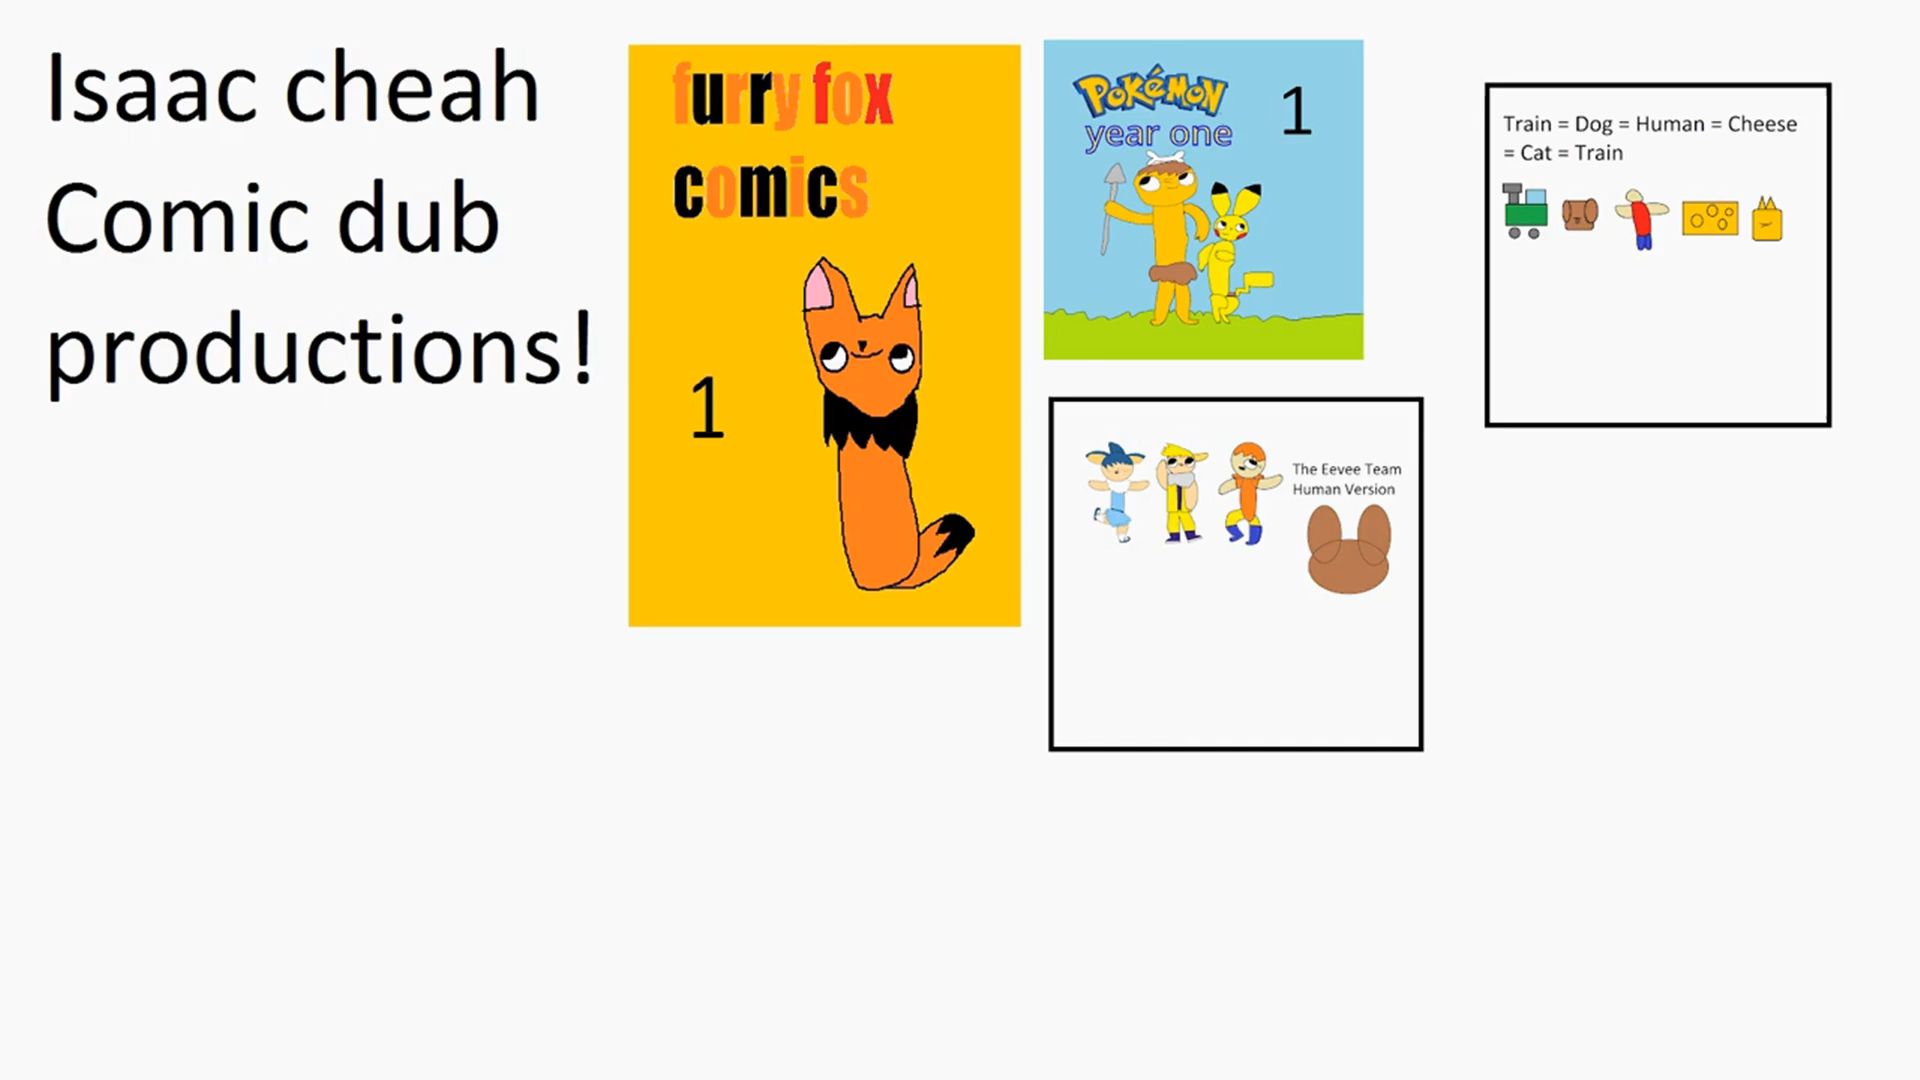 Isaac cheah
Comic dub
productions!
furry fox
comics
1
POKéMON
year one
1
Train = Dog = Human = Cheese
= Cat = Train
The Eevee Team
Human Version